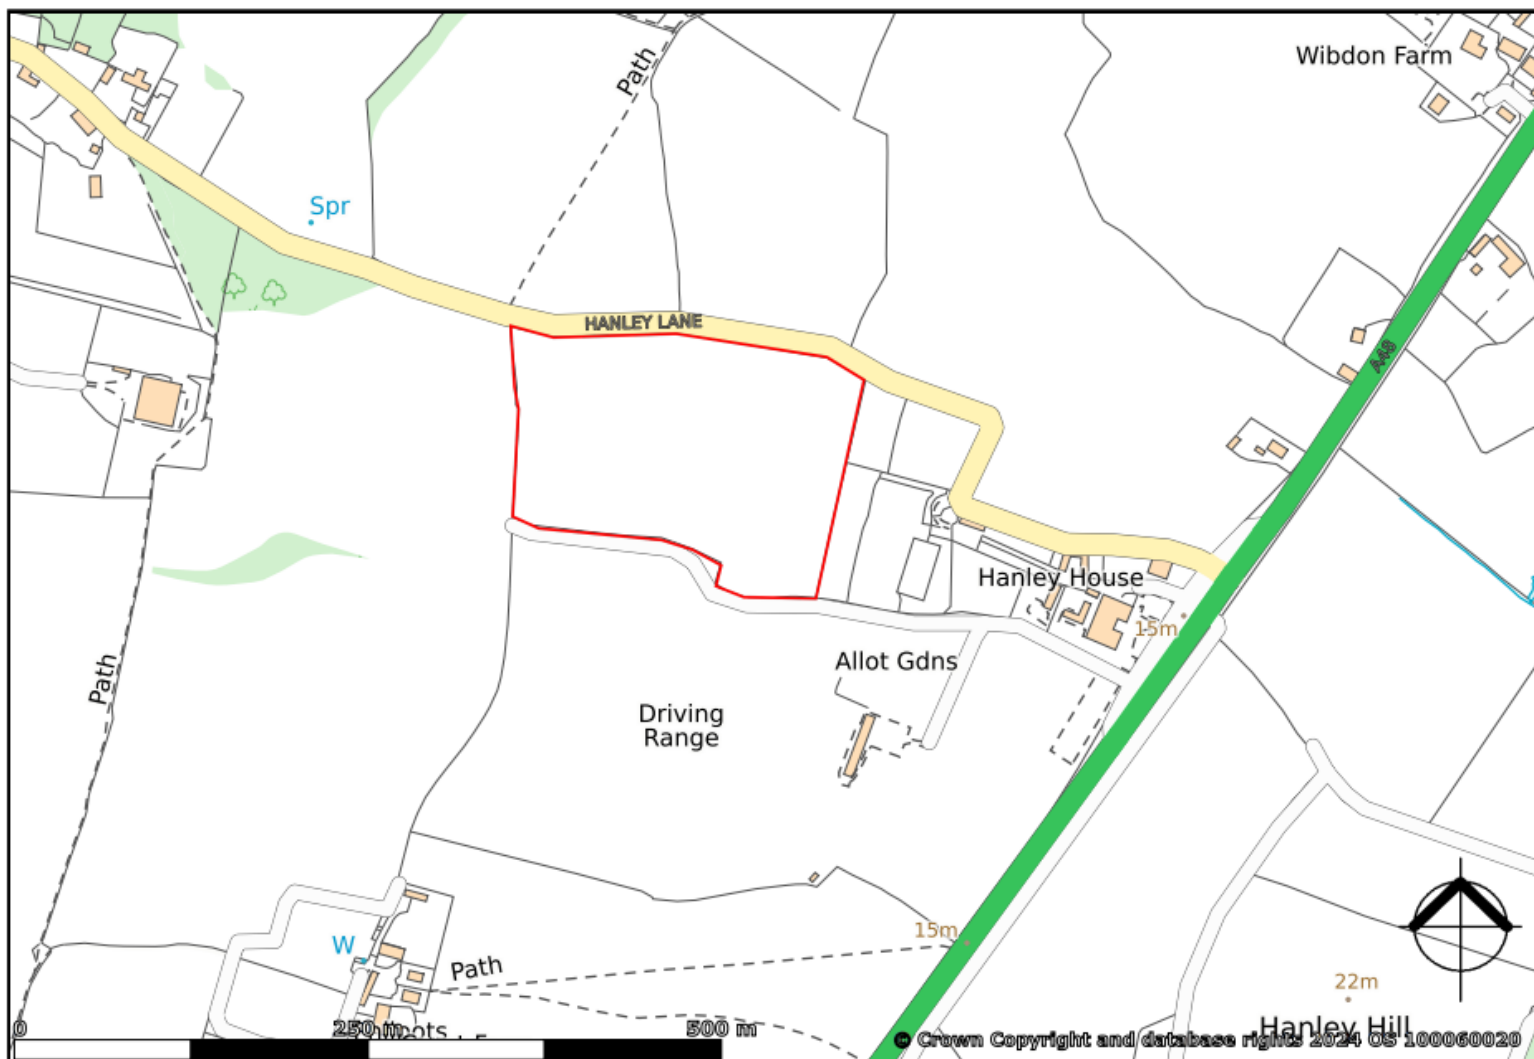 Wibdon Farm
Path
Spr
HANLEY LANE
A48
Hanley House
15m
Allot Gdns
Path
Driving
Range
15m
W
Path
22m
Hanley Hill
0
250 m
500 m
© Crown Copyright and database rights 2024 OS 100060020